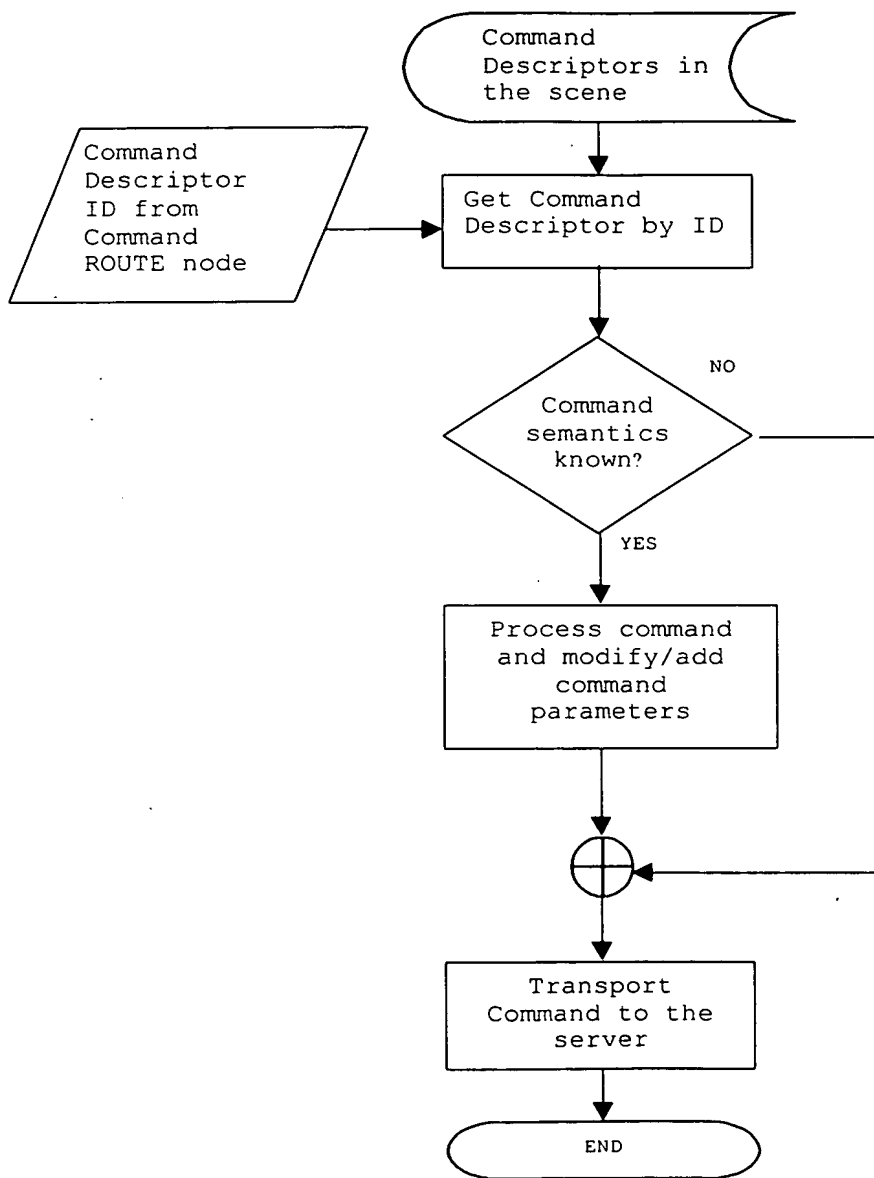 Command
Descriptors in
the scene
Command
Descriptor
ID from
Command
ROUTE node
Get Command
Descriptor by ID
NO
Command
semantics
known?
YES
Process command
and modify/add
command
parameters
Transport
Command to the
server
END